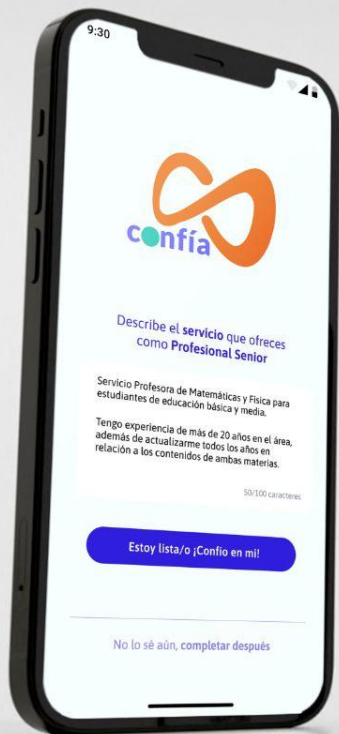 9:30
confía
Describe el servicio que ofreces
como Profesional Senior
Servicio Profesora de Matemáticas y Física para
estudiantes de educación básica y media.
Tengo experiencia de más de 20 años en el área,
además de actualizarme todos los años en
relación a los contenidos de ambas materias.
50/100 caracteres
Estoy lista/o ¡Confio en mi!
No lo sé aún, completar después